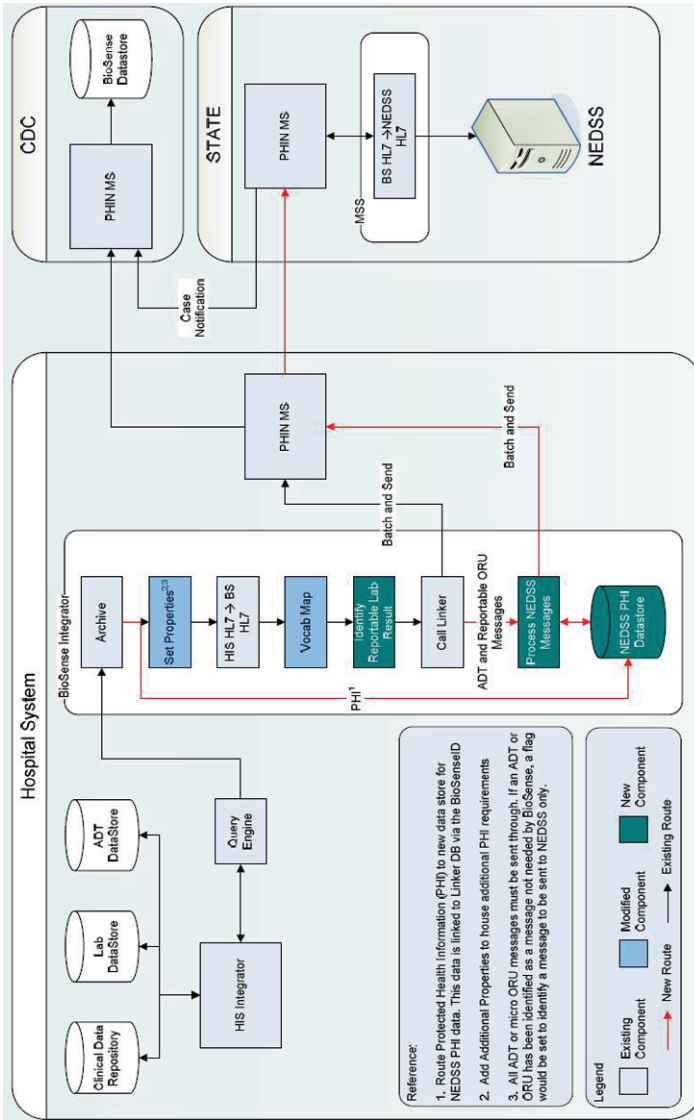 Hospital System
Clinical Data
Repository
Lab
DataStore
ADT
DataStore
HIS Integrator
Query
Engine
BioSense Integrator
Archive
Set Properties2,3
HIS HL7 → BS
HL7
Vocab Map
Identify
Reportable Lab
Result
Call Linker
ADT and Reportable ORU
Messages
Process NEDSS
Messages
NEDSS PHI
Datastore
PHI1
Batch and Send
Batch and Send
PHIN MS
Case
Notification
CDC
PHIN MS
BioSense
Datastore
STATE
PHIN MS
MSS
BS HL7 →NEDSS
HL7
NEDSS
Reference:
1. Route Protected Health Information (PHI) to new data store for
NEDSS PHI data. This data is linked to Linker DB via the BioSenseID
2. Add Additional Properties to house additional PHI requirements
3. All ADT or micro ORU messages must be sent through. If an ADT or
ORU has been identified as a message not needed by BioSense, a flag
would be set to identify a message to be sent to NEDSS only.
Legend
Existing
Component
Modified
Component
New
Component
New Route
Existing Route